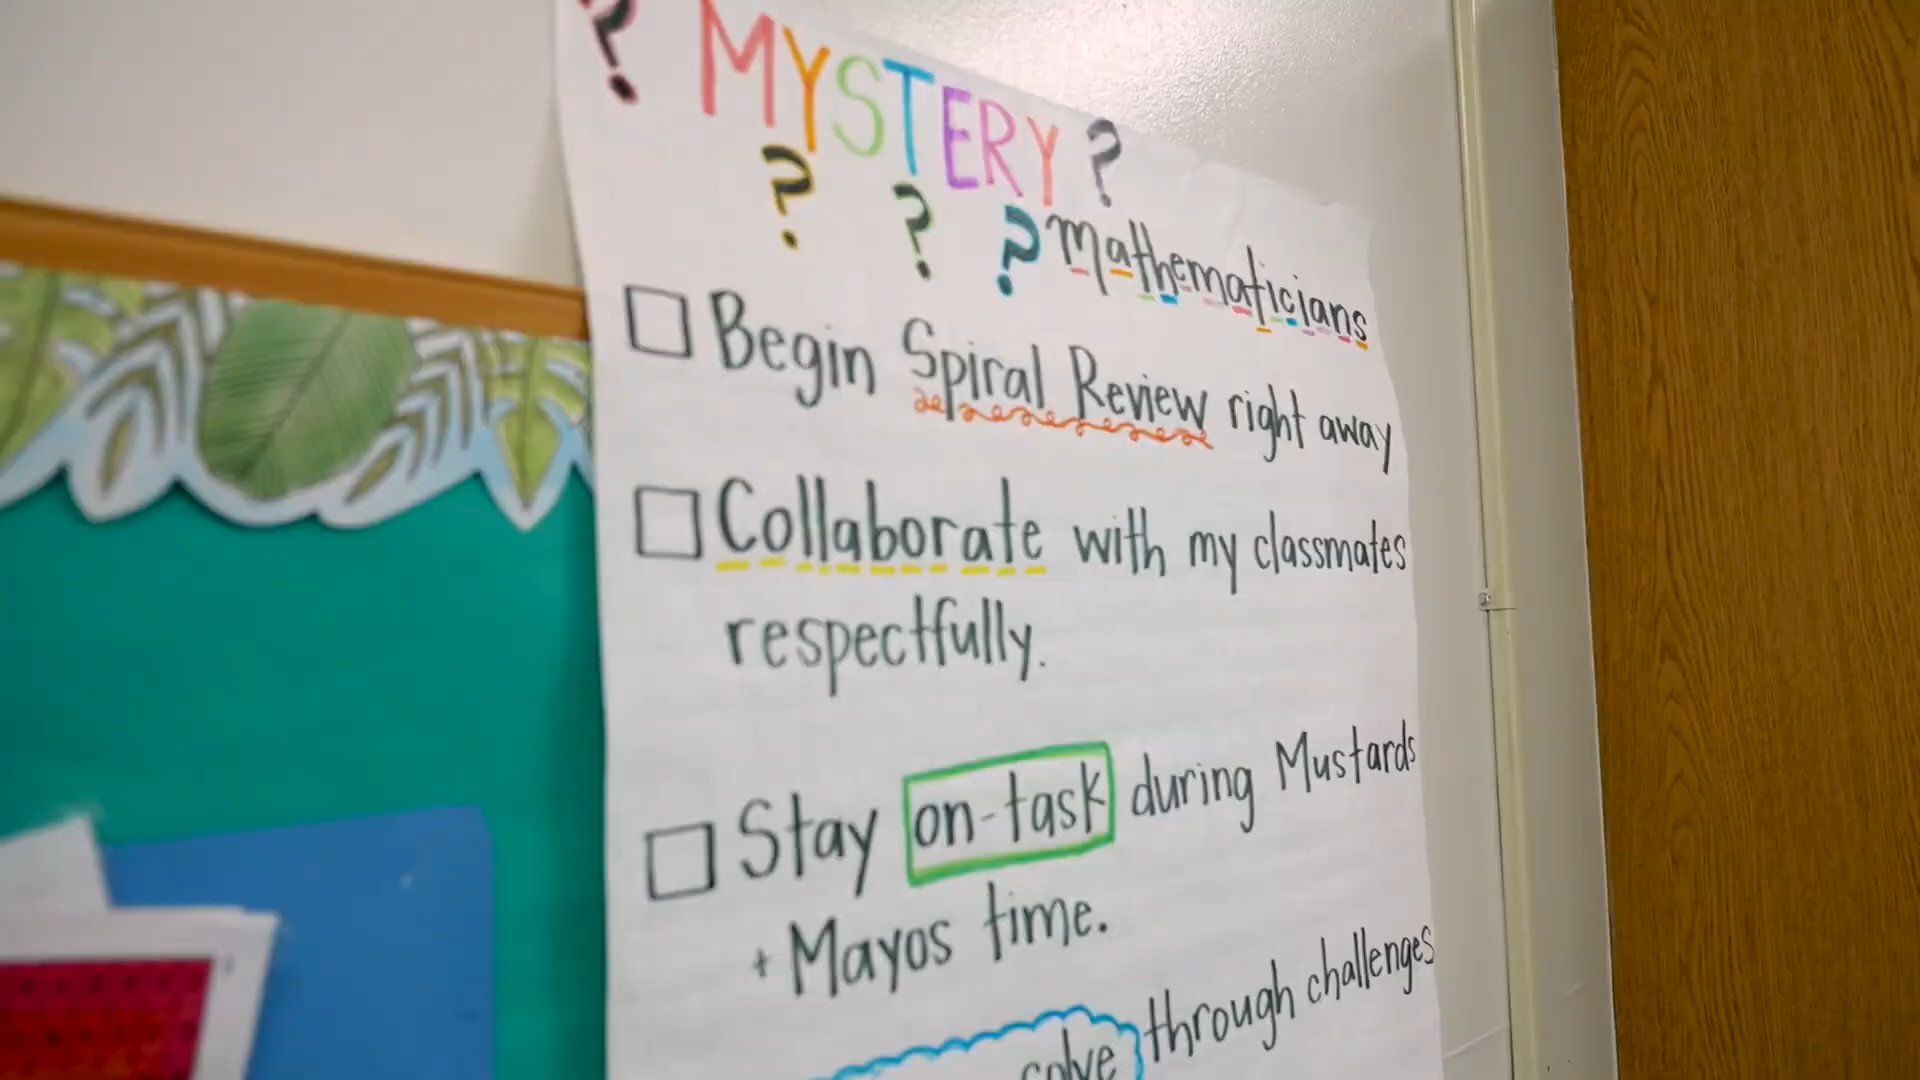 ? MYSTERY ?
? ? ? Mathematicians
Begin Spiral Review right away
Collaborate with my classmates
respectfully.
Stay on-task during Mustards
+ Mayos time.
solve through challenges